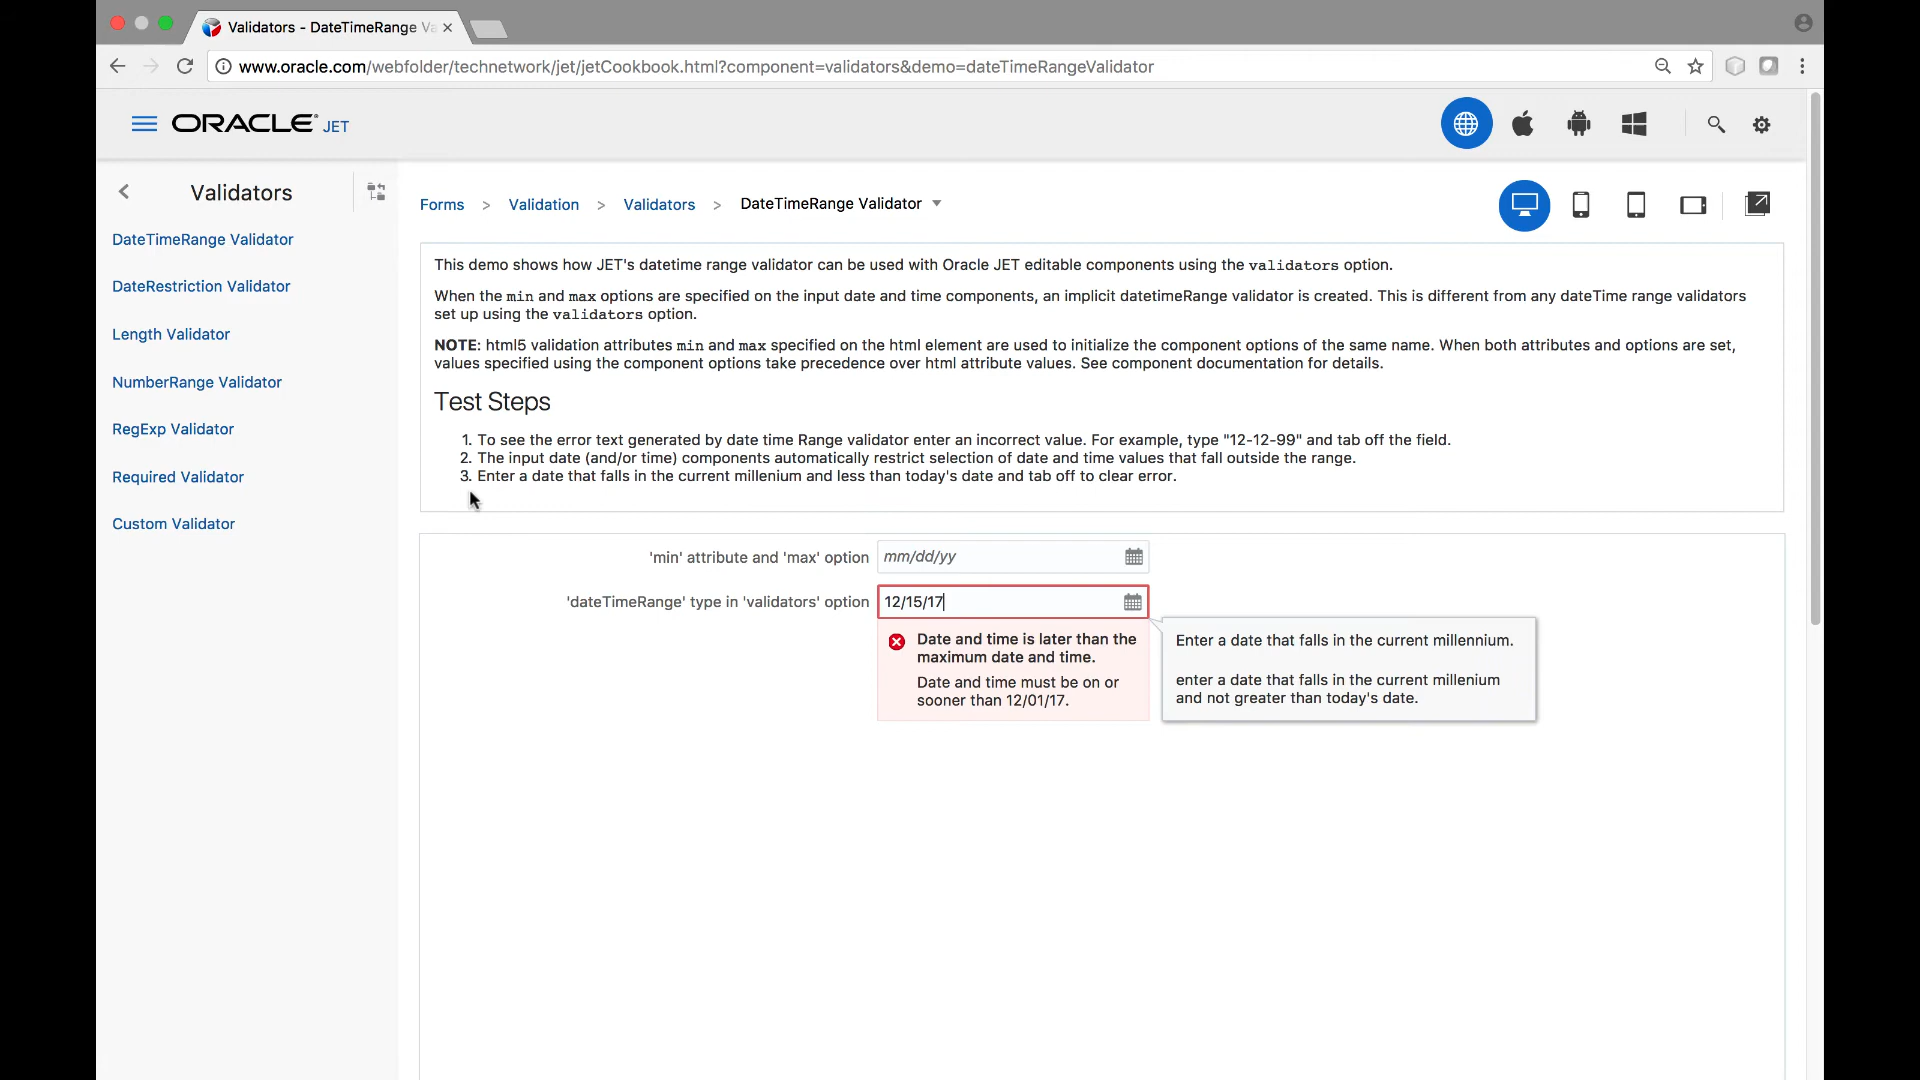 Validators - DateTimeRange Va
www.oracle.com/webfolder/technetwork/jet/jetCookbook.html?component=validators&demo=dateTimeRangeValidator
ORACLE JET
Validators
DateTimeRange Validator
DateRestriction Validator
Length Validator
NumberRange Validator
RegExp Validator
Required Validator
Custom Validator
Forms > Validation > Validators > DateTimeRange Validator
This demo shows how JET's datetime range validator can be used with Oracle JET editable components using the validators option.
When the min and max options are specified on the input date and time components, an implicit datetimeRange validator is created. This is different from any dateTime range validators
set up using the validators option.
NOTE: html5 validation attributes min and max specified on the html element are used to initialize the component options of the same name. When both attributes and options are set,
values specified using the component options take precedence over html attribute values. See component documentation for details.
Test Steps
1. To see the error text generated by date time Range validator enter an incorrect value. For example, type "12-12-99" and tab off the field.
2. The input date (and/or time) components automatically restrict selection of date and time values that fall outside the range.
3. Enter a date that falls in the current millenium and less than today's date and tab off to clear error.
'min' attribute and 'max' option mm/dd/yy
'dateTimeRange' type in 'validators' option 12/15/17
Date and time is later than the
maximum date and time.
Date and time must be on or
sooner than 12/01/17.
Enter a date that falls in the current millennium.
enter a date that falls in the current millenium
and not greater than today's date.